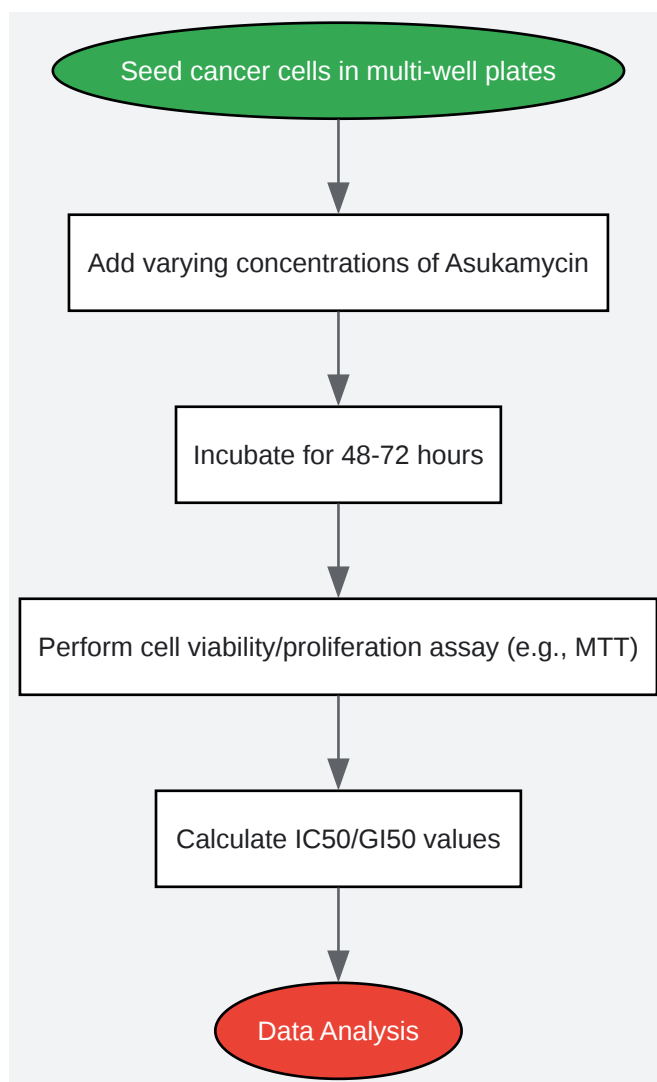 Seed cancer cells in multi-well plates
Add varying concentrations of Asukamycin
Incubate for 48-72 hours
Perform cell viability/proliferation assay (e.g., MTT)
Calculate IC50/GI50 values
Data Analysis